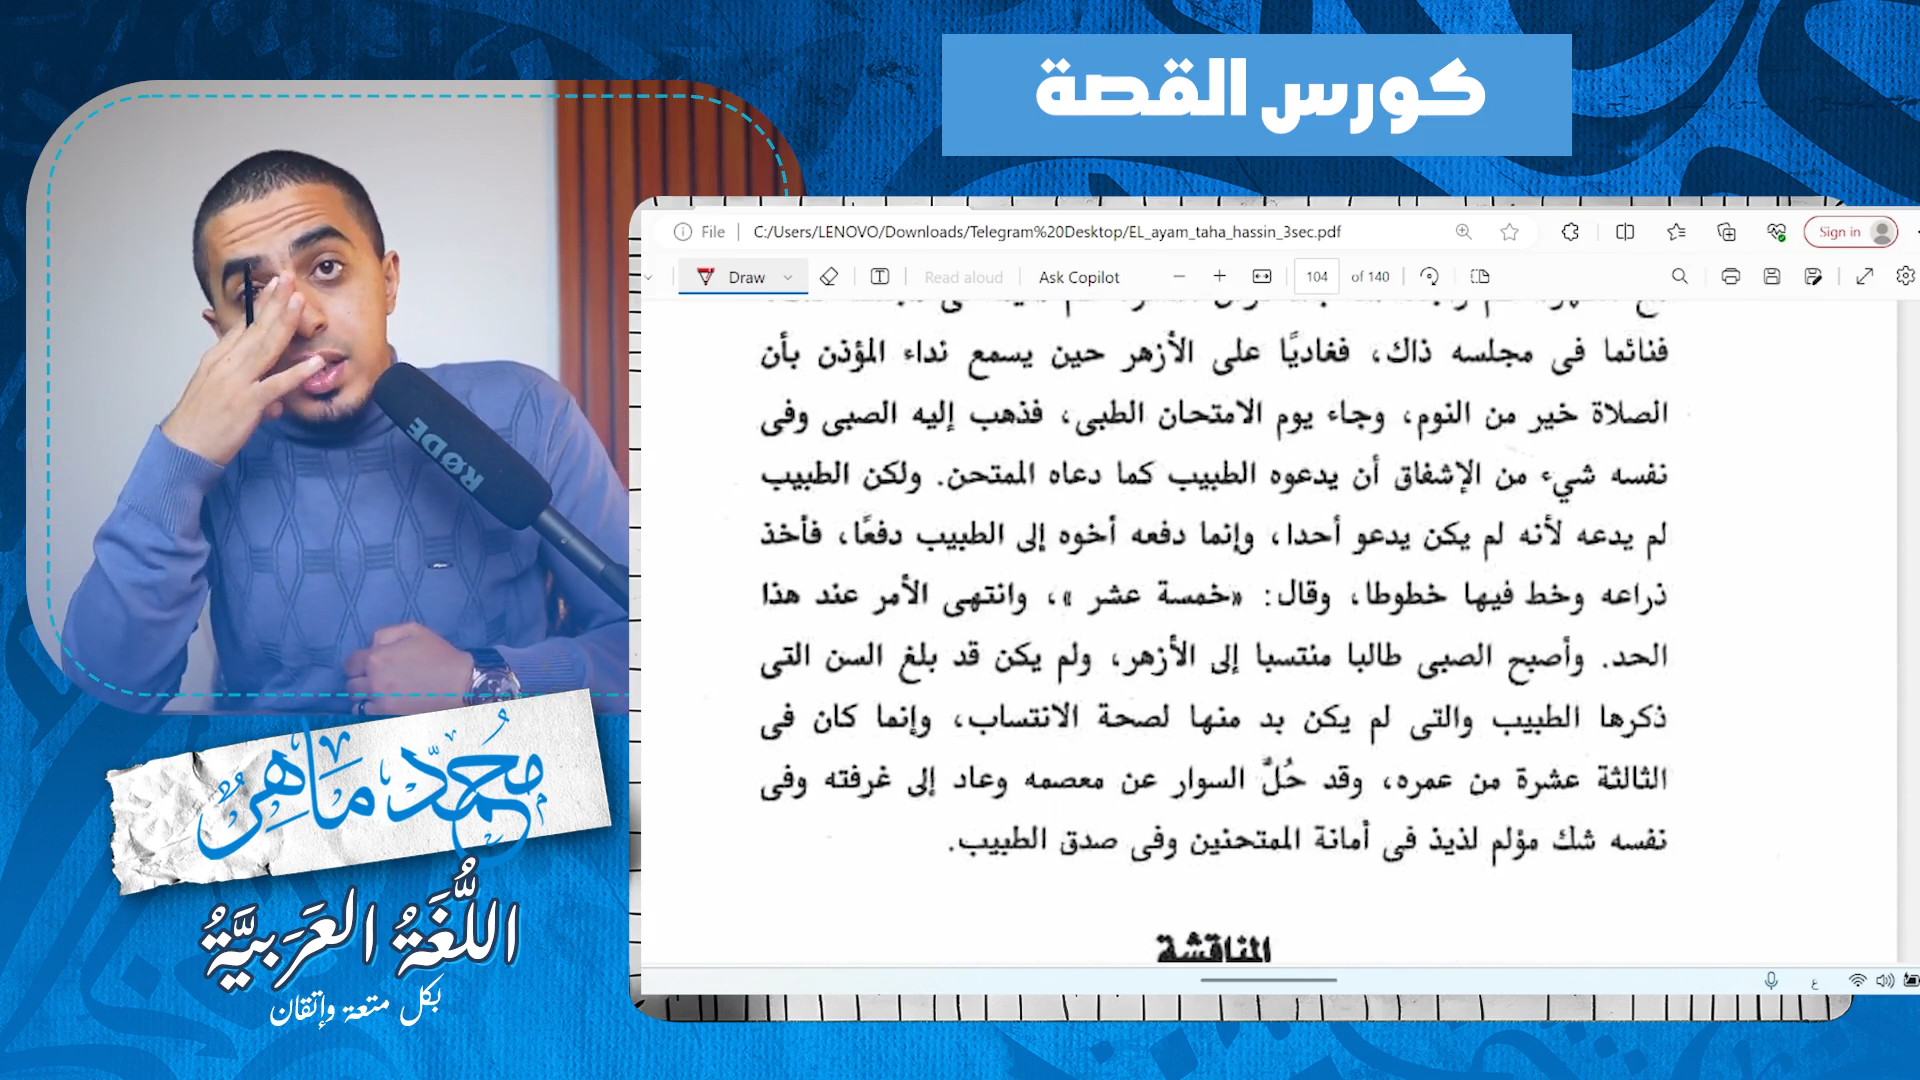 كورس القصة
File
C:/Users/LENOVO/Downloads/Telegram%20Desktop/EL_ayam_taha_hassin_3sec.pdf
Sign in
Draw
Read aloud
Ask Copilot
104
of 140
فنائما فى مجلسه ذاك، فغاديًا على الأزهر حين يسمع نداء المؤذن بأن
الصلاة خير من النوم، وجاء يوم الامتحان الطبى، فذهب إليه الصبى وفى
نفسه شيء من الإشفاق أن يدعوه الطبيب كما دعاه الممتحن. ولكن الطبيب
لم يدعه لأنه لم يكن يدعو أحدا، وإنما دفعه أخوه إلى الطبيب دفعًا، فأخذ
ذراعه وخط فيها خطوطا، وقال: «خمسة عشر»، وانتهى الأمر عند هذا
الحد. وأصبح الصبى طالبا منتسبا إلى الأزهر، ولم يكن قد بلغ السن التى
ذكرها الطبيب والتى لم يكن بد منها لصحة الانتساب، وإنما كان فى
الثالثة عشرة من عمره، وقد حُلَّ السوار عن معصمه وعاد إلى غرفته وفى
نفسه شك مؤلم لذيذ فى أمانة الممتحنين وفى صدق الطبيب.
المناقشة
ع
RØDE
مُحمّد مَاهِرْ
اللُّغَةُ العَرَبيَّةُ
بكل متعة وإتقان